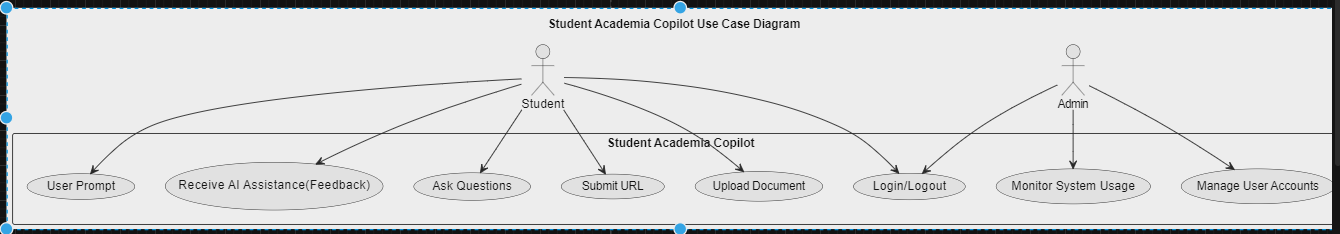 Student Academia Copilot Use Case Diagram
Student
Admin
Student Academia Copilot
User Prompt
Receive AI Assistance(Feedback)
Ask Questions
Submit URL
Upload Document
Login/Logout
Monitor System Usage
Manage User Accounts